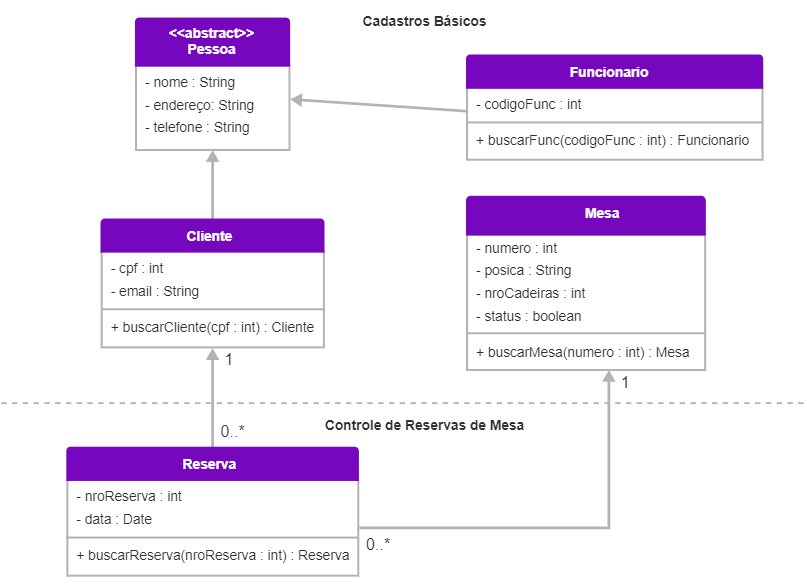 Cadastros Básicos
<<abstract>>
Pessoa
- nome : String
- endereço: String
- telefone : String
Funcionario
- codigoFunc : int
+ buscarFunc(codigoFunc : int) : Funcionario
Cliente
- cpf : int
- email : String
+ buscarCliente(cpf : int) : Cliente
Mesa
- numero : int
- posica : String
- nroCadeiras : int
- status : boolean
+ buscarMesa(numero : int) : Mesa
1
1
0..*
Controle de Reservas de Mesa
Reserva
- nroReserva : int
- data : Date
+ buscarReserva(nroReserva : int) : Reserva
0..*